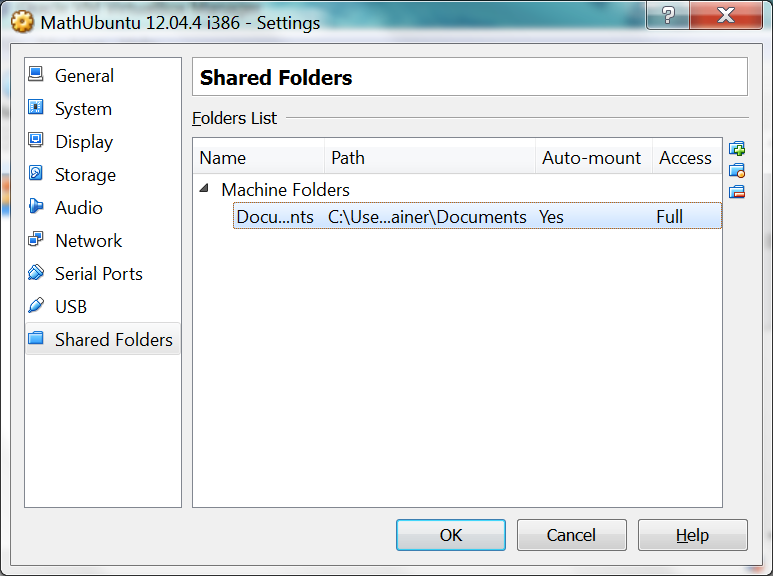 MathUbuntu 12.04.4 i386 - Settings
?
X
General
System
Display
Storage
Audio
Network
Serial Ports
USB
Shared Folders
Shared Folders
Folders List
Name Path Auto-mount Access
Machine Folders
Docu...nts C:\Use...ainer\Documents Yes Full
OK Cancel Help